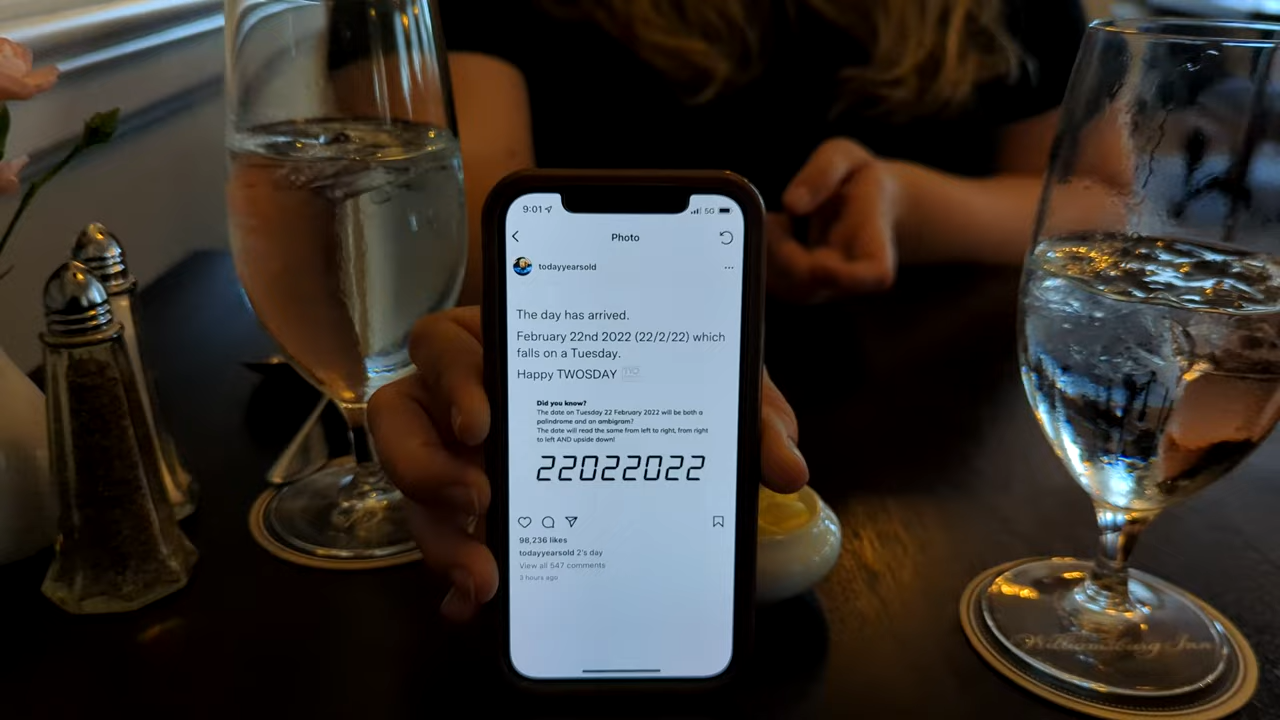 9:01
5G
Photo
todayyearsold
The day has arrived.
February 22nd 2022 (22/2/22) which
falls on a Tuesday.
Happy TWOSDAY
Did you know?
The date on Tuesday 22 February 2022 will be both a
palindrome and an ambigram?
The date will read the same from left to right, from right
to left AND upside down!
22022022
98,236 likes
todayyearsold 2's day
View all 547 comments
3 hours ago
Williamsburg Inn